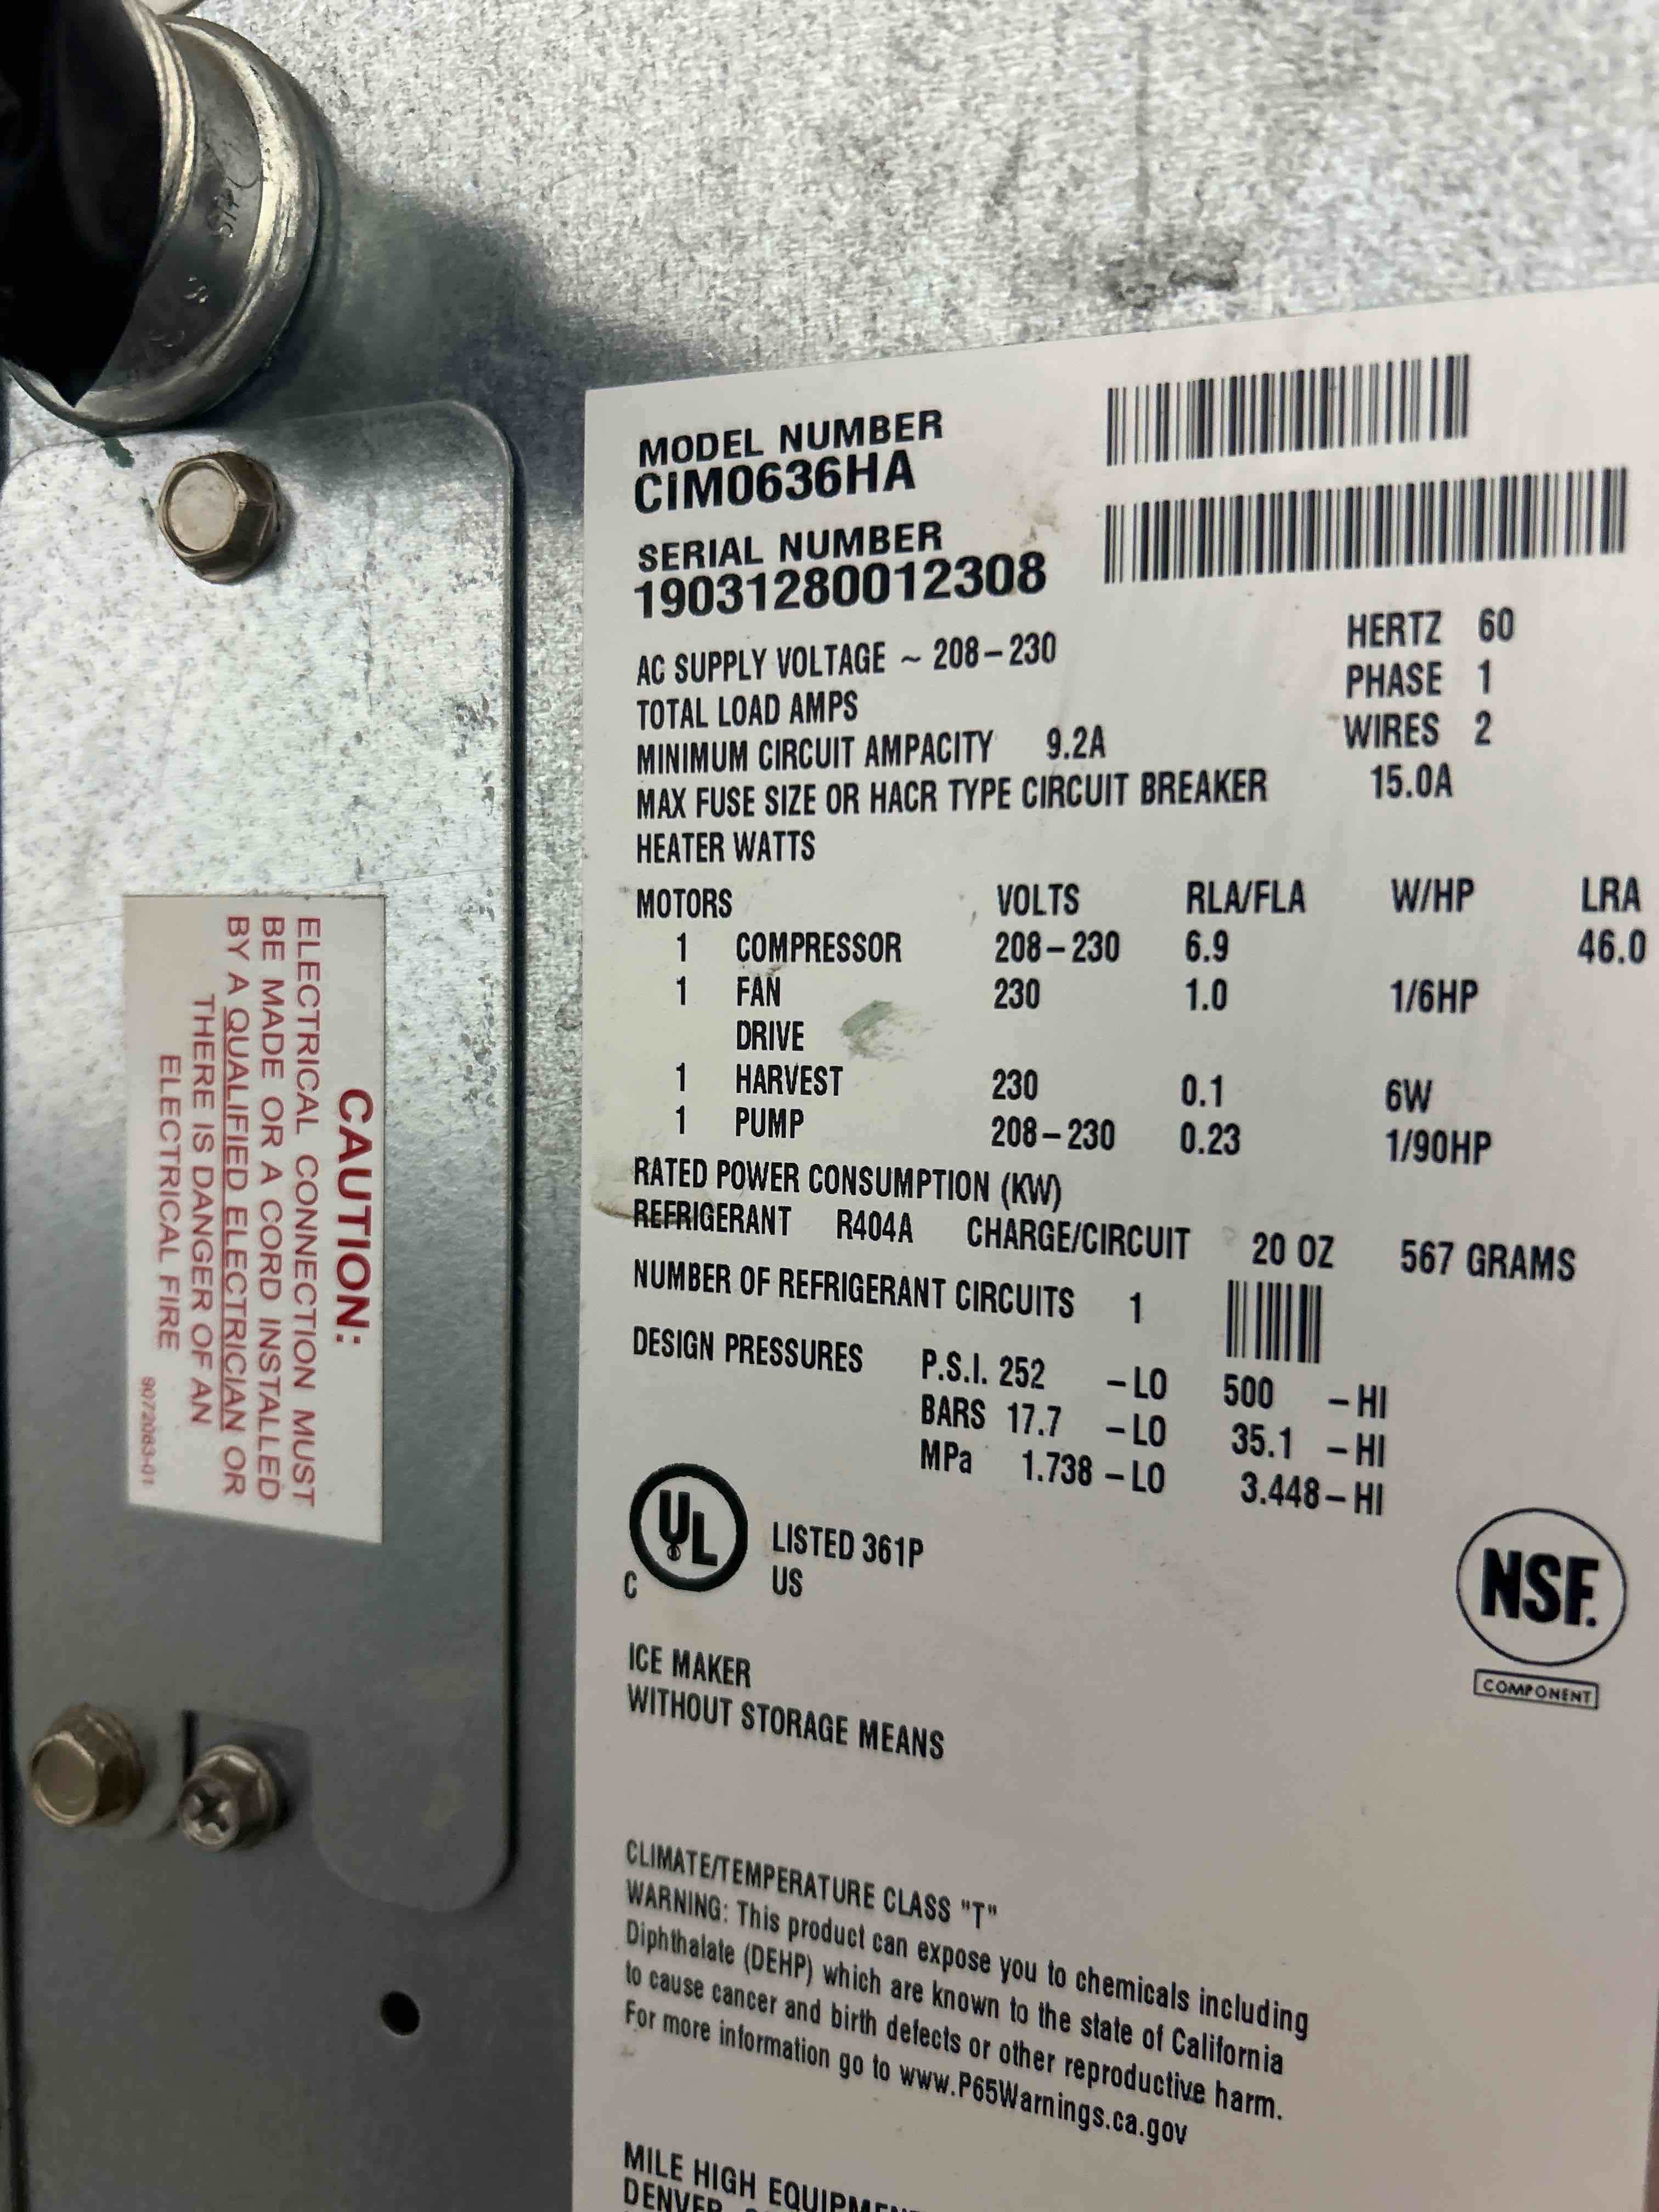 MODEL NUMBER
CIM0636HA
SERIAL NUMBER
19031280012308
AC SUPPLY VOLTAGE ~ 208–230 HERTZ 60
TOTAL LOAD AMPS PHASE 1
MINIMUM CIRCUIT AMPACITY 9.2A WIRES 2
MAX FUSE SIZE OR HACR TYPE CIRCUIT BREAKER 15.0A
HEATER WATTS
MOTORS VOLTS RLA/FLA W/HP LRA
1 COMPRESSOR 208–230 6.9 46.0
1 FAN 230 1.0 1/6HP
DRIVE
1 HARVEST 230 0.1 6W
1 PUMP 208–230 0.23 1/90HP
RATED POWER CONSUMPTION (KW)
REFRIGERANT R404A CHARGE/CIRCUIT 20 OZ 567 GRAMS
NUMBER OF REFRIGERANT CIRCUITS 1
DESIGN PRESSURES P.S.I. 252 –LO 500 –HI
BARS 17.7 –LO 35.1 –HI
MPa 1.738 –LO 3.448–HI
C UL LISTED 361P
US
NSF.
COMPONENT
ICE MAKER
WITHOUT STORAGE MEANS
CLIMATE/TEMPERATURE CLASS "T"
WARNING: This product can expose you to chemicals including
Diphthalate (DEHP) which are known to the state of California
to cause cancer and birth defects or other reproductive harm.
For more information go to www.P65Warnings.ca.gov
MILE HIGH
DENVER
CAUTION:
ELECTRICAL CONNECTION MUST
BE MADE OR A CORD INSTALLED
BY A QUALIFIED ELECTRICIAN OR
THERE IS DANGER OF AN
ELECTRICAL FIRE
9072083-01